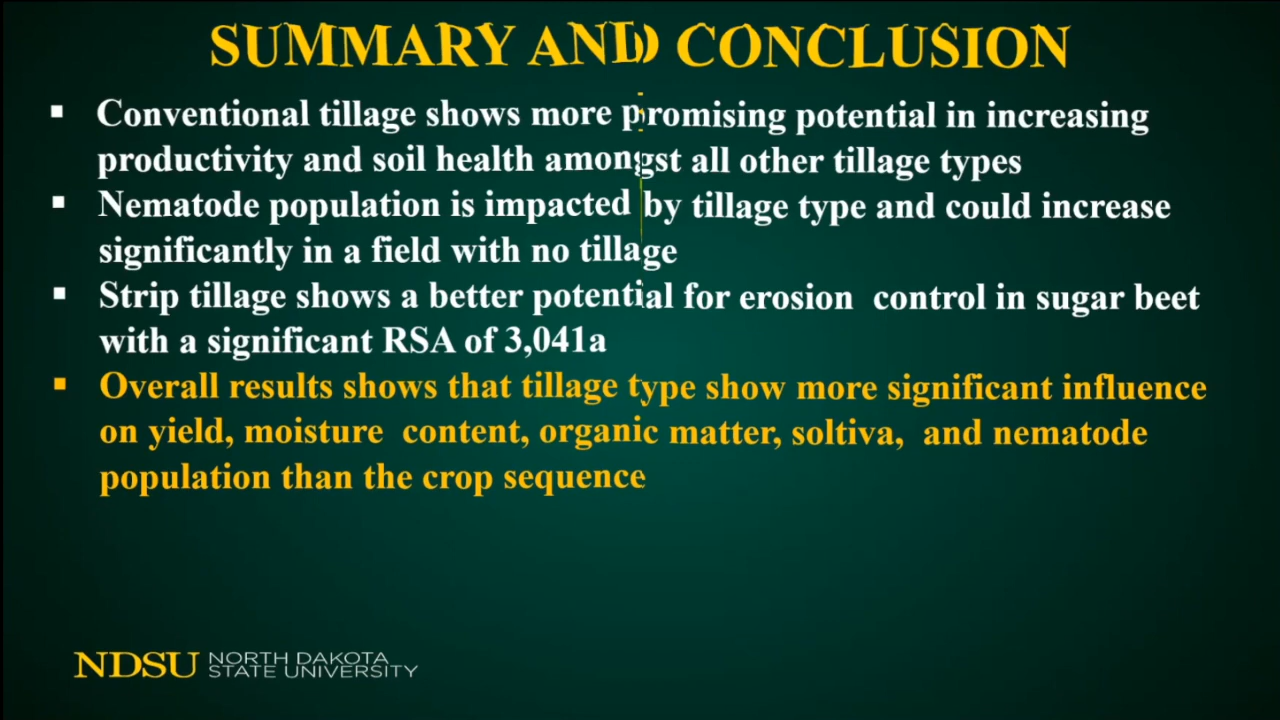 SUMMARY AND CONCLUSION
▪ Conventional tillage shows more promising potential in increasing
productivity and soil health amongst all other tillage types
▪ Nematode population is impacted by tillage type and could increase
significantly in a field with no tillage
▪ Strip tillage shows a better potential for erosion control in sugar beet
with a significant RSA of 3,041a
▪ Overall results shows that tillage type show more significant influence
on yield, moisture content, organic matter, soltiva, and nematode
population than the crop sequence
NDSU NORTH DAKOTA
STATE UNIVERSITY